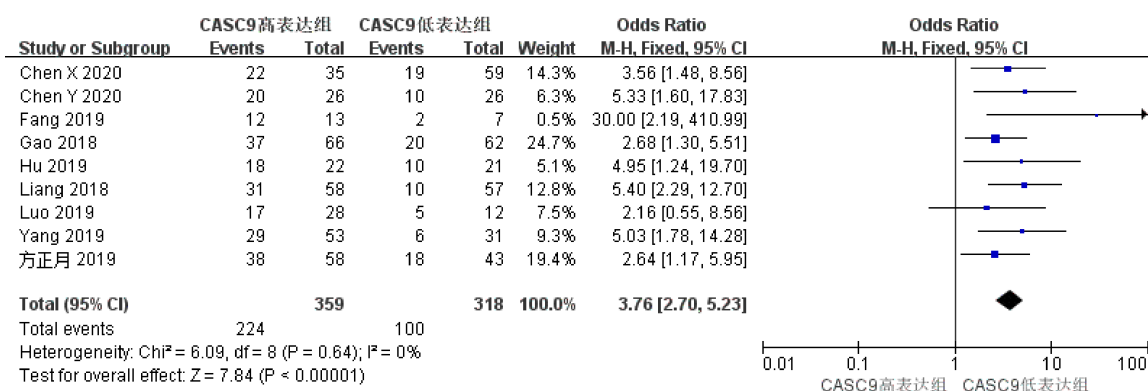 CASC9高表达组 CASC9低表达组 Odds Ratio Odds Ratio
Study or Subgroup Events Total Events Total Weight M-H, Fixed, 95% CI M-H, Fixed, 95% CI
Chen X 2020 22 35 19 59 14.3% 3.56 [1.48, 8.56]
Chen Y 2020 20 26 10 26 6.3% 5.33 [1.60, 17.83]
Fang 2019 12 13 2 7 0.5% 30.00 [2.19, 410.99]
Gao 2018 37 66 20 62 24.7% 2.68 [1.30, 5.51]
Hu 2019 18 22 10 21 5.1% 4.95 [1.24, 19.70]
Liang 2018 31 58 10 57 12.8% 5.40 [2.29, 12.70]
Luo 2019 17 28 5 12 7.5% 2.16 [0.55, 8.56]
Yang 2019 29 53 6 31 9.3% 5.03 [1.78, 14.28]
方正月 2019 38 58 18 43 19.4% 2.64 [1.17, 5.95]
Total (95% CI) 359 318 100.0% 3.76 [2.70, 5.23]
Total events 224 100
Heterogeneity: Chi² = 6.09, df = 8 (P = 0.64); I² = 0%
Test for overall effect: Z = 7.84 (P < 0.00001)
0.01 0.1 1 10 100
CASC9高表达组 CASC9低表达组